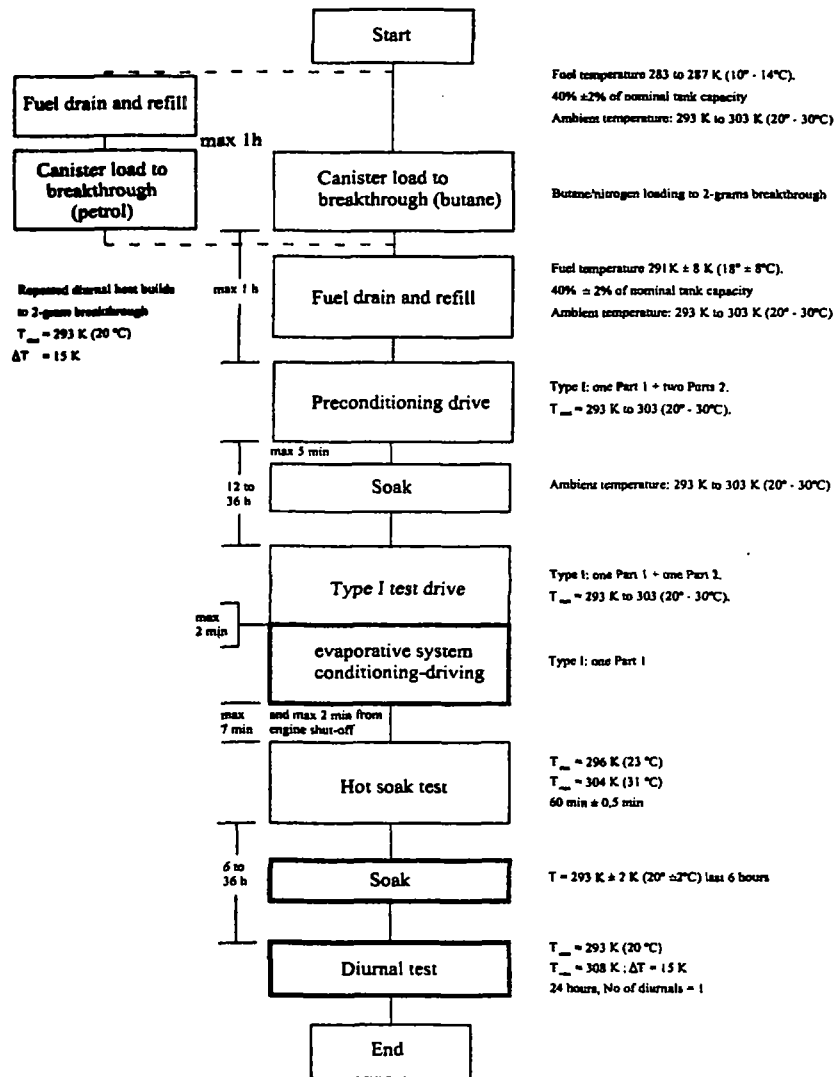 Start
Fuel temperature 283 to 287 K (10° - 14°C).
40% ±2% of nominal tank capacity
Ambient temperature: 293 K to 303 K (20° - 30°C)
Fuel drain and refill
max 1h
Canister load to
breakthrough
(petrol)
Canister load to
breakthrough (butane)
Butane/nitrogen loading to 2-grams breakthrough
Repeated diurnal heat builds
to 2-gram breakthrough
T = 293 K (20 °C)
ΔT = 15 K
max 1 h
Fuel drain and refill
Fuel temperature 291 K ± 8 K (18° ± 8°C).
40% ± 2% of nominal tank capacity
Ambient temperature: 293 K to 303 K (20° - 30°C)
Preconditioning drive
Type I: one Part 1 + two Parts 2.
T = 293 K to 303 (20° - 30°C).
max 5 min
12 to
36 h
Soak
Ambient temperature: 293 K to 303 K (20° - 30°C)
Type I test drive
Type I: one Part 1 + one Part 2.
T = 293 K to 303 (20° - 30°C).
max
2 min
evaporative system
conditioning-driving
Type I: one Part 1
max
7 min
and max 2 min from
engine shut-off
Hot soak test
T = 296 K (23 °C)
T = 304 K (31 °C)
60 min ± 0,5 min
6 to
36 h
Soak
T = 293 K ± 2 K (20° ±2°C) last 6 hours
Diurnal test
T = 293 K (20 °C)
T = 308 K ; ΔT = 15 K
24 hours, No of diurnals = 1
End